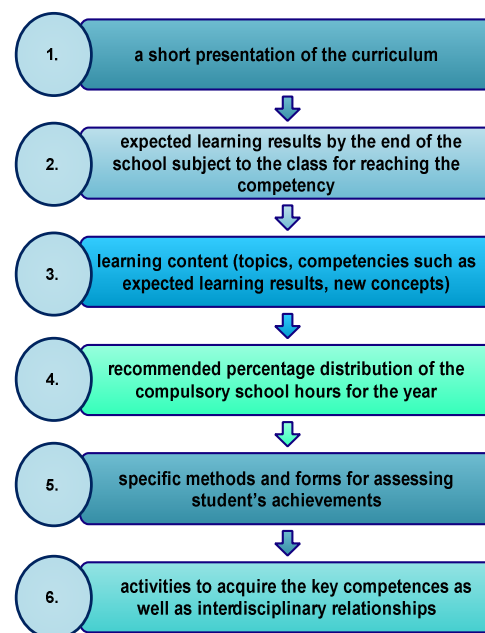 1.
a short presentation of the curriculum
2.
expected learning results by the end of the
school subject to the class for reaching the
competency
3.
learning content (topics, competencies such as
expected learning results, new concepts)
4.
recommended percentage distribution of the
compulsory school hours for the year
5.
specific methods and forms for assessing
student’s achievements
6.
activities to acquire the key competences as
well as interdisciplinary relationships